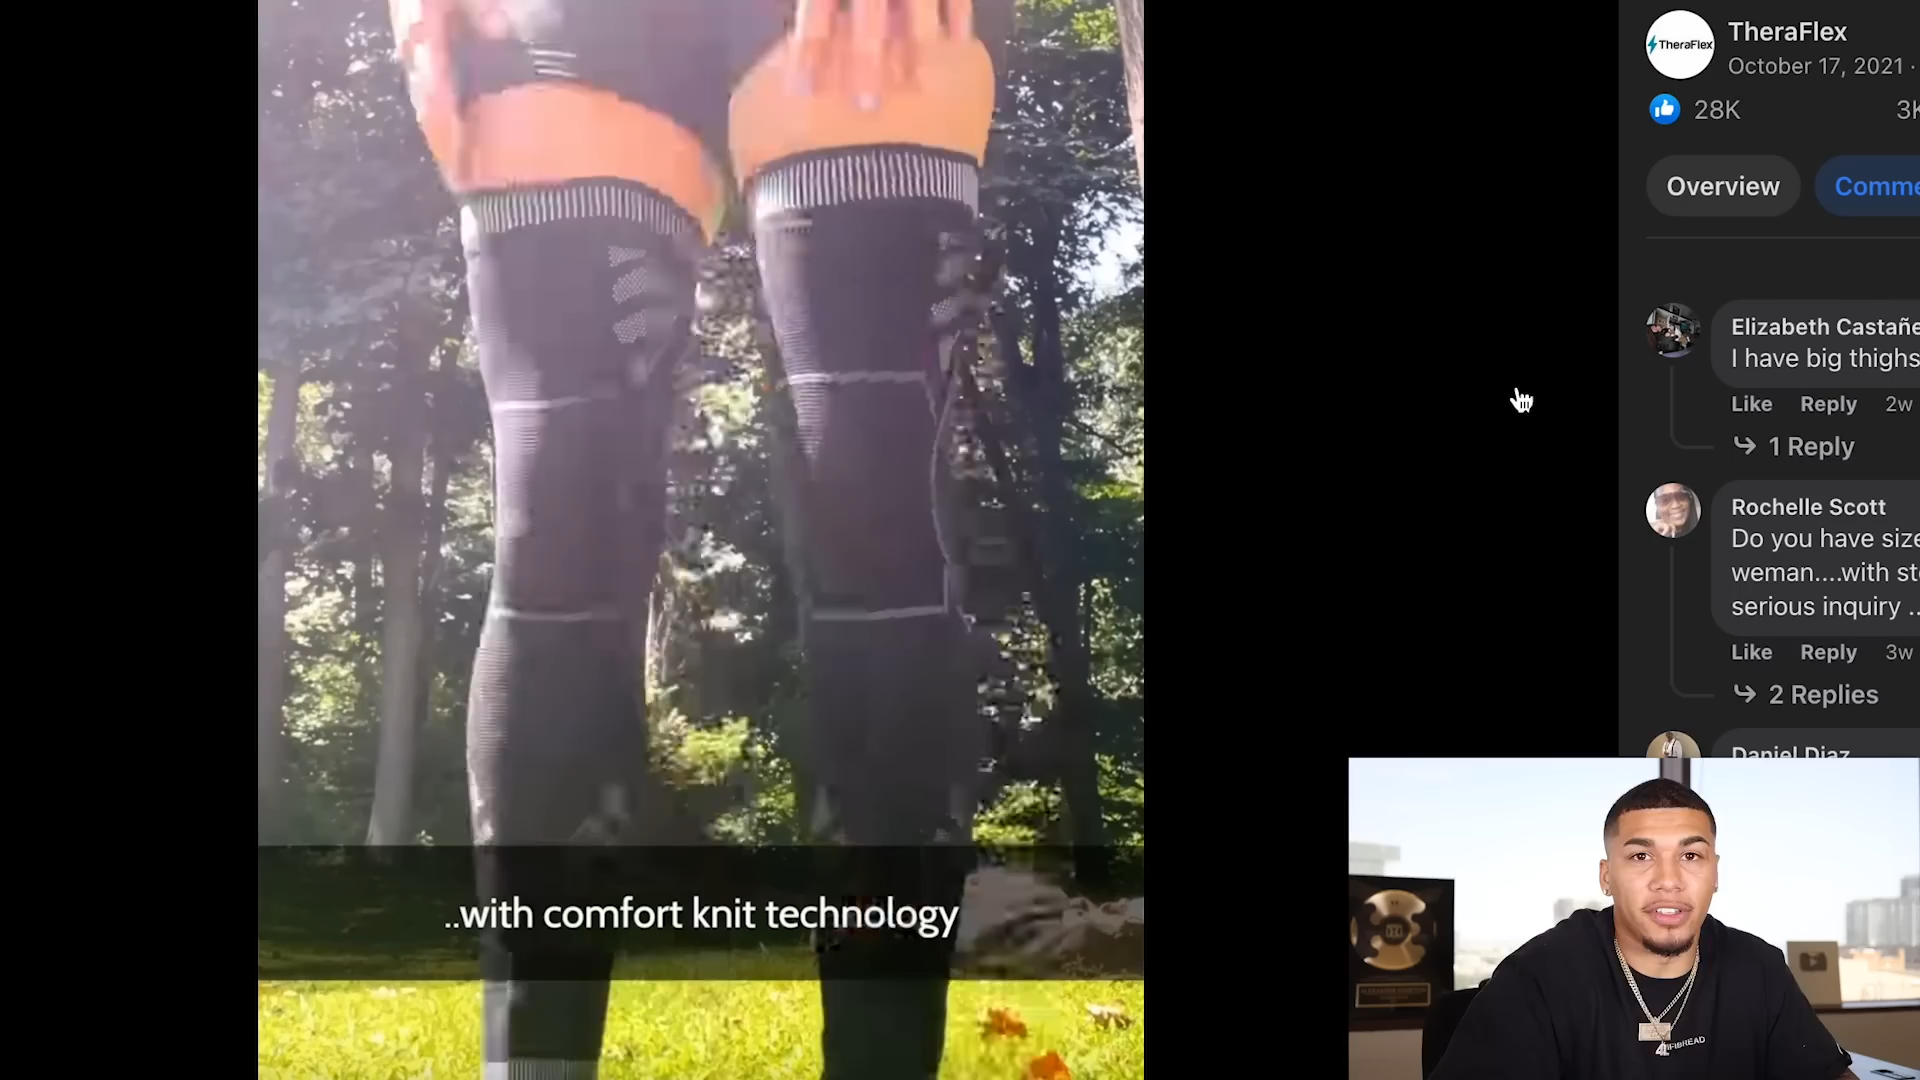 TheraFlex
TheraFlex
October 17, 2021 ·
28K
3K
Overview
Comme
Elizabeth Castañe
I have big thighs
Like Reply 2w
1 Reply
Rochelle Scott
Do you have size
weman....with st
serious inquiry ..
Like Reply 3w
2 Replies
Daniel Diaz
..with comfort knit technology